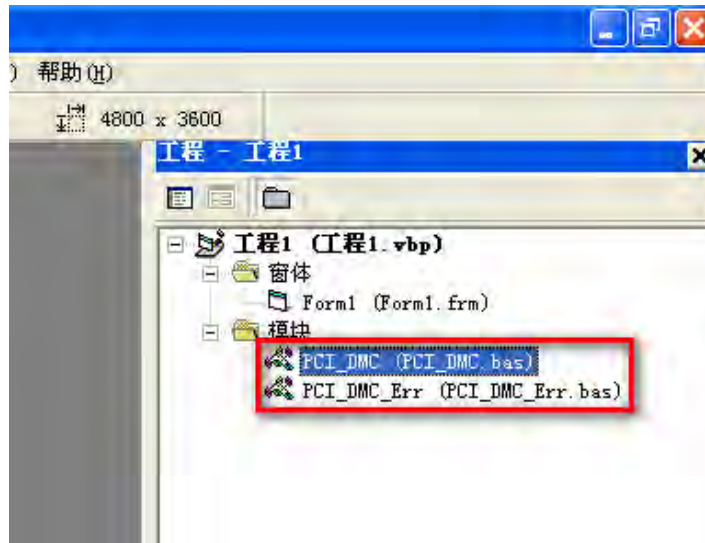 ) 帮助(H)
4800 x 3600
工程 - 工程1
工程1 (工程1.vbp)
窗体
Form1 (Form1.frm)
模块
PCI_DMC (PCI_DMC.bas)
PCI_DMC_Err (PCI_DMC_Err.bas)